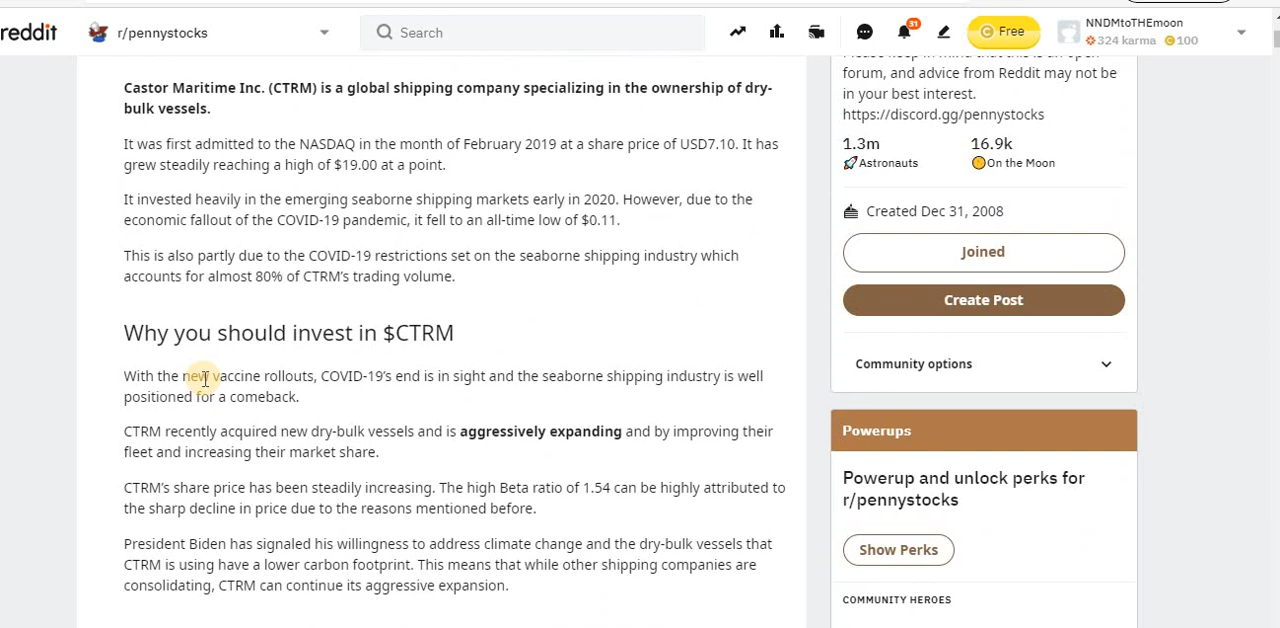 reddit
r/pennystocks
Search
31
Free
NNDMtoTHEmoon
324 karma 100
Castor Maritime Inc. (CTRM) is a global shipping company specializing in the ownership of dry-
bulk vessels.
It was first admitted to the NASDAQ in the month of February 2019 at a share price of USD7.10. It has
grew steadily reaching a high of $19.00 at a point.
It invested heavily in the emerging seaborne shipping markets early in 2020. However, due to the
economic fallout of the COVID-19 pandemic, it fell to an all-time low of $0.11.
This is also partly due to the COVID-19 restrictions set on the seaborne shipping industry which
accounts for almost 80% of CTRM's trading volume.
Why you should invest in $CTRM
With the new vaccine rollouts, COVID-19's end is in sight and the seaborne shipping industry is well
positioned for a comeback.
CTRM recently acquired new dry-bulk vessels and is aggressively expanding and by improving their
fleet and increasing their market share.
CTRM's share price has been steadily increasing. The high Beta ratio of 1.54 can be highly attributed to
the sharp decline in price due to the reasons mentioned before.
President Biden has signaled his willingness to address climate change and the dry-bulk vessels that
CTRM is using have a lower carbon footprint. This means that while other shipping companies are
consolidating, CTRM can continue its aggressive expansion.
Please keep in mind that this is an open
forum, and advice from Reddit may not be
in your best interest.
https://discord.gg/pennystocks
1.3m 16.9k
Astronauts On the Moon
Created Dec 31, 2008
Joined
Create Post
Community options
Powerups
Powerup and unlock perks for
r/pennystocks
Show Perks
COMMUNITY HEROES